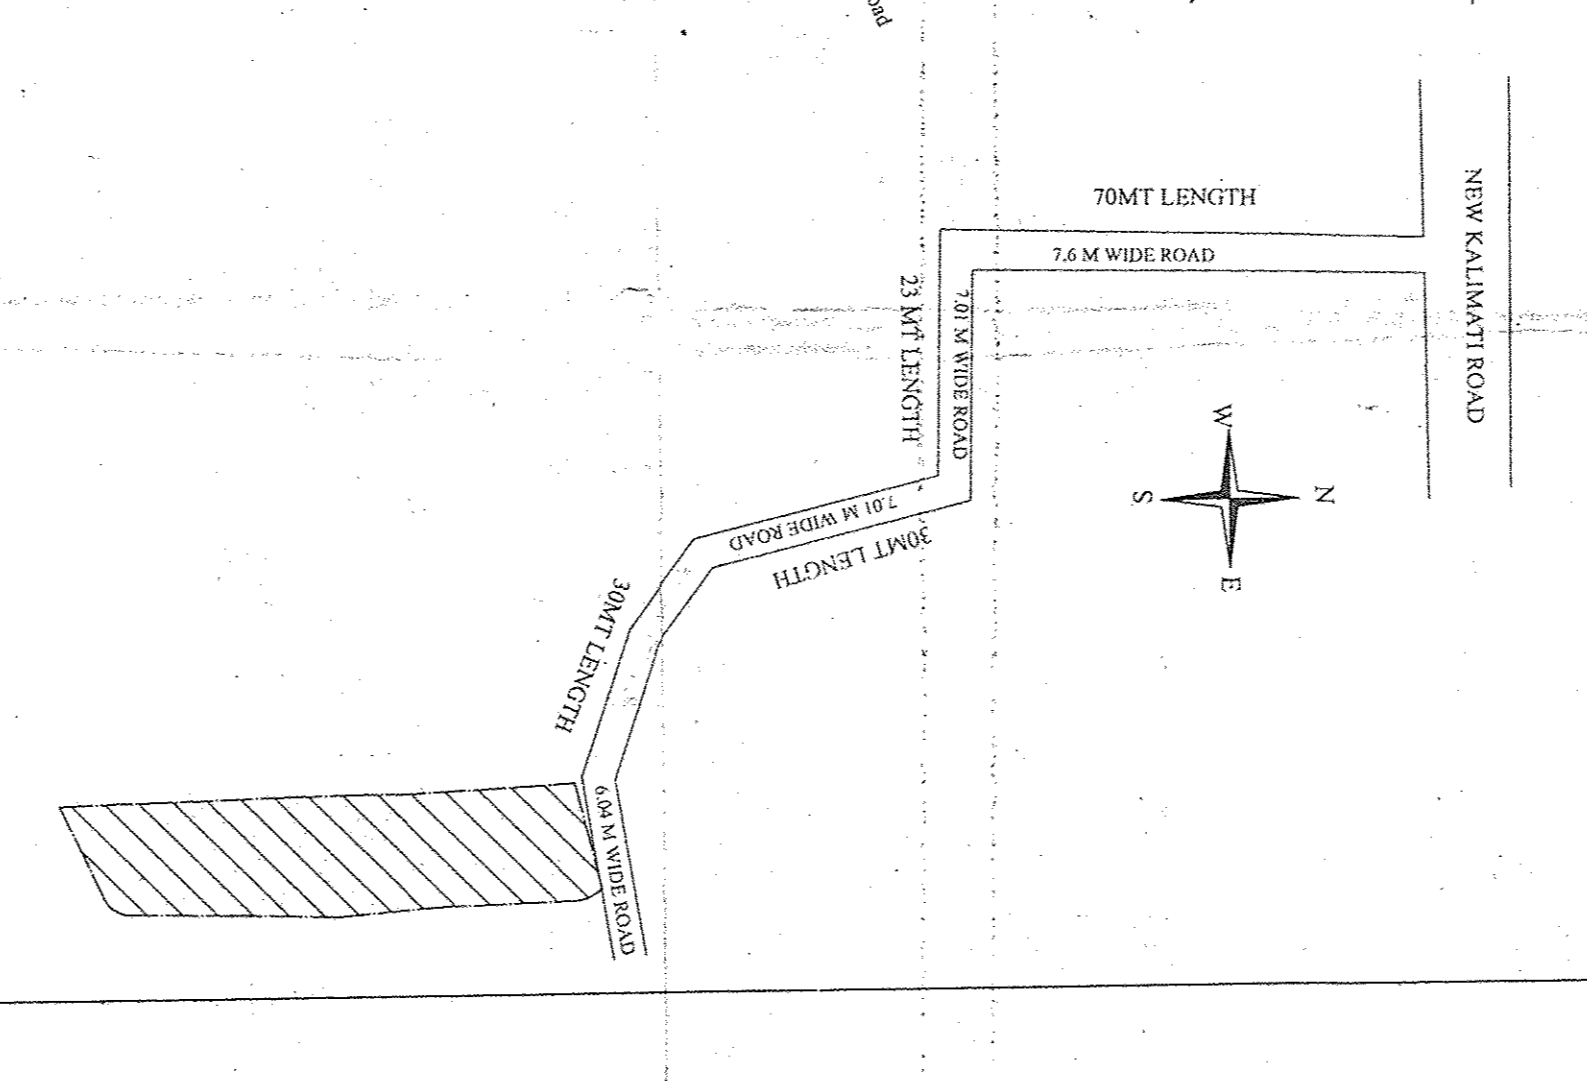 oad
70MT LENGTH
7.6 M WIDE ROAD
NEW KALIMATI ROAD
23 MT LENGTH
7.01 M WIDE ROAD
W
S
N
E
7.01 M WIDE ROAD
30MT LENGTH
30MT LENGTH
6.04 M WIDE ROAD